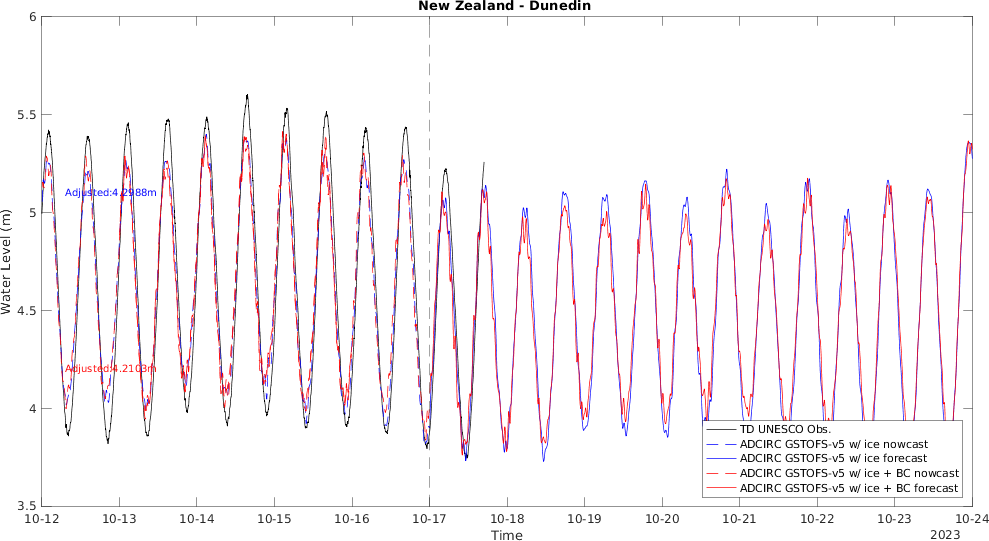 New Zealand - Dunedin
6
5.5
5
4.5
4
3.5
Water Level (m)
Adjusted:4.2988m
Adjusted:4.2103m
TD UNESCO Obs.
ADCIRC GSTOFS-v5 w/ ice nowcast
ADCIRC GSTOFS-v5 w/ ice forecast
ADCIRC GSTOFS-v5 w/ ice + BC nowcast
ADCIRC GSTOFS-v5 w/ ice + BC forecast
10-12 10-13 10-14 10-15 10-16 10-17 10-18 10-19 10-20 10-21 10-22 10-23 10-24
Time
2023